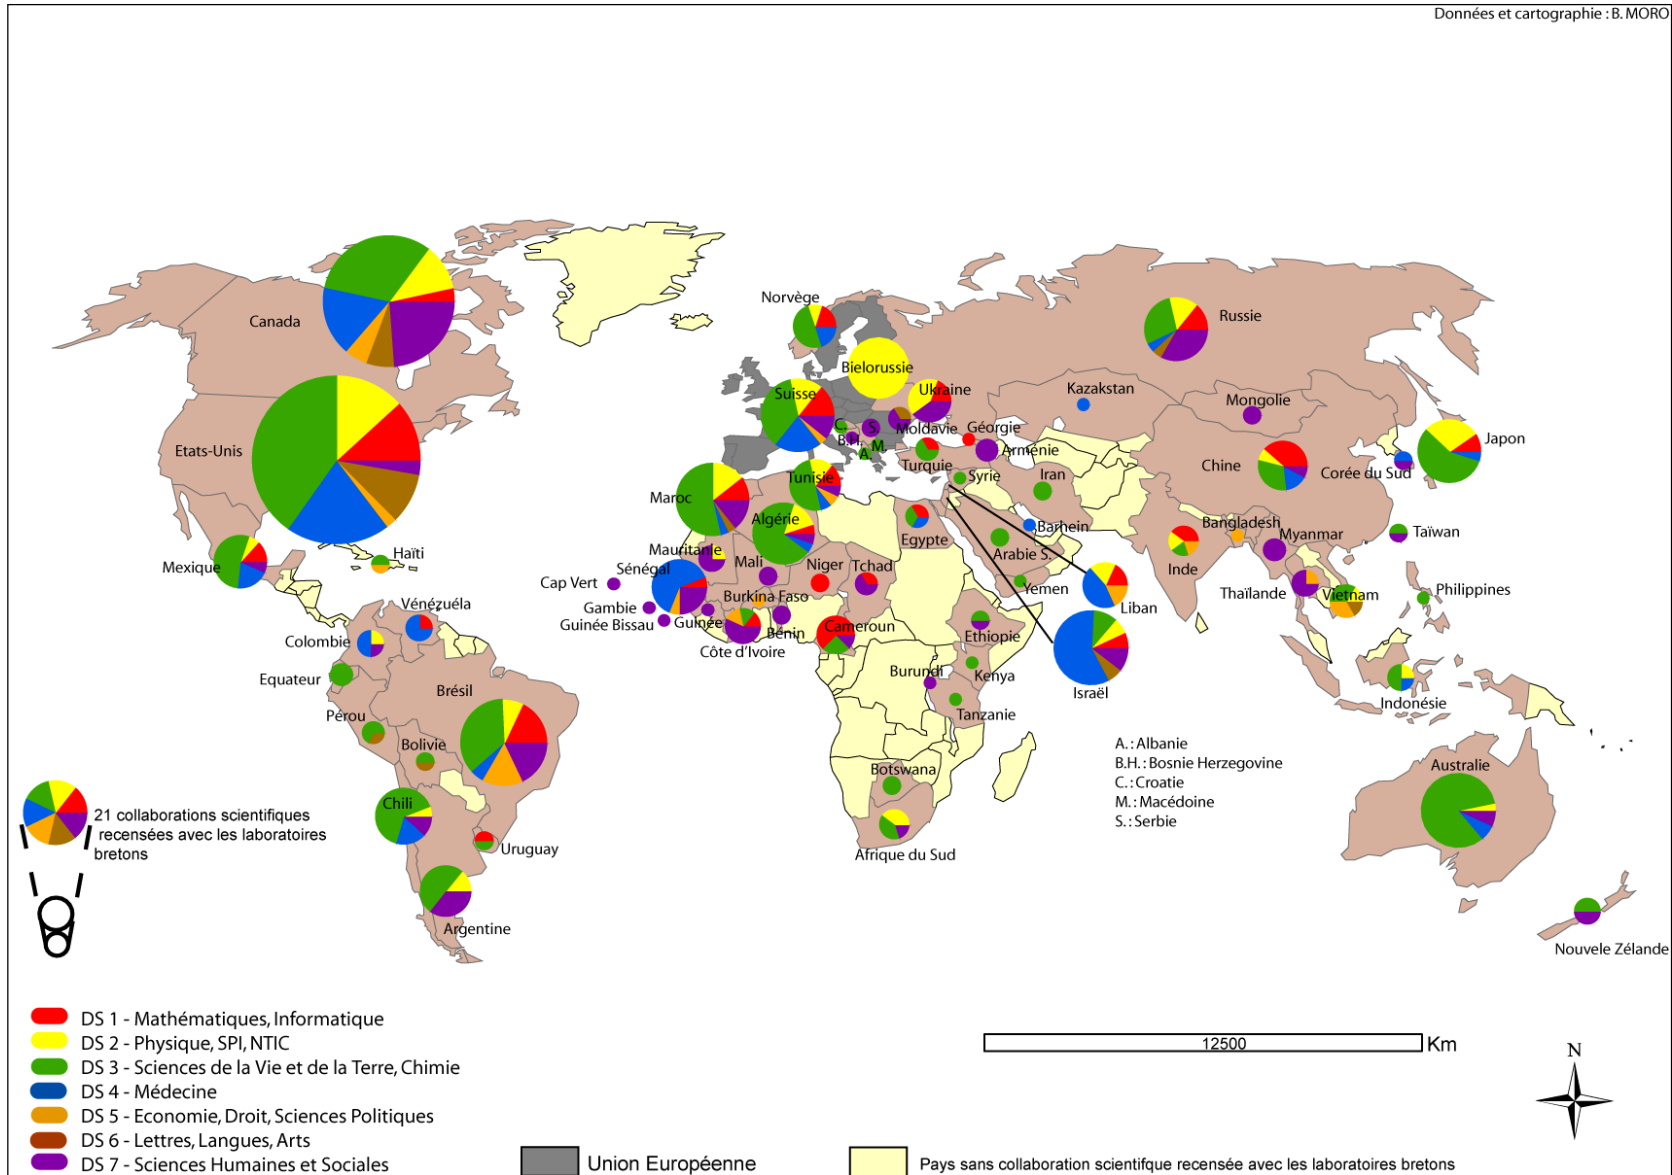 Données et cartographie : B. MORO
Norvège
Russie
Canada
Bielorussie
Suisse
Ukraine
Kazakstan
Mongolie
Etats-Unis
C.
S.
Moldavie
Géorgie
Japon
B.H.
M.
A.
Turquie
Arménie
Chine
Corée du Sud
Tunisie
Syrie
Iran
Maroc
Algérie
Barhein
Bangladesh
Taïwan
Egypte
Arabie S.
Myanmar
Haïti
Mexique
Mauritanie
Sénégal
Mali
Niger
Tchad
Inde
Cap Vert
Yemen
Thaïlande
Vietnam
Philippines
Vénézuéla
Gambie
Burkina Faso
Liban
Guinée Bissau
Guinée
Bénin
Cameroun
Ethiopie
Colombie
Côte d'Ivoire
Equateur
Burundi
Kenya
Israël
Brésil
Tanzanie
Indonésie
Pérou
Bolivie
A. : Albanie
B.H. : Bosnie Herzegovine
C. : Croatie
M. : Macédoine
S. : Serbie
Botswana
Australie
Chili
21 collaborations scientifiques
recensées avec les laboratoires
bretons
Uruguay
Afrique du Sud
Argentine
Nouvele Zélande
DS 1 - Mathématiques, Informatique
DS 2 - Physique, SPI, NTIC
DS 3 - Sciences de la Vie et de la Terre, Chimie
DS 4 - Médecine
DS 5 - Economie, Droit, Sciences Politiques
DS 6 - Lettres, Langues, Arts
DS 7 - Sciences Humaines et Sociales
12500 Km
N
Union Européenne
Pays sans collaboration scientifque recensée avec les laboratoires bretons